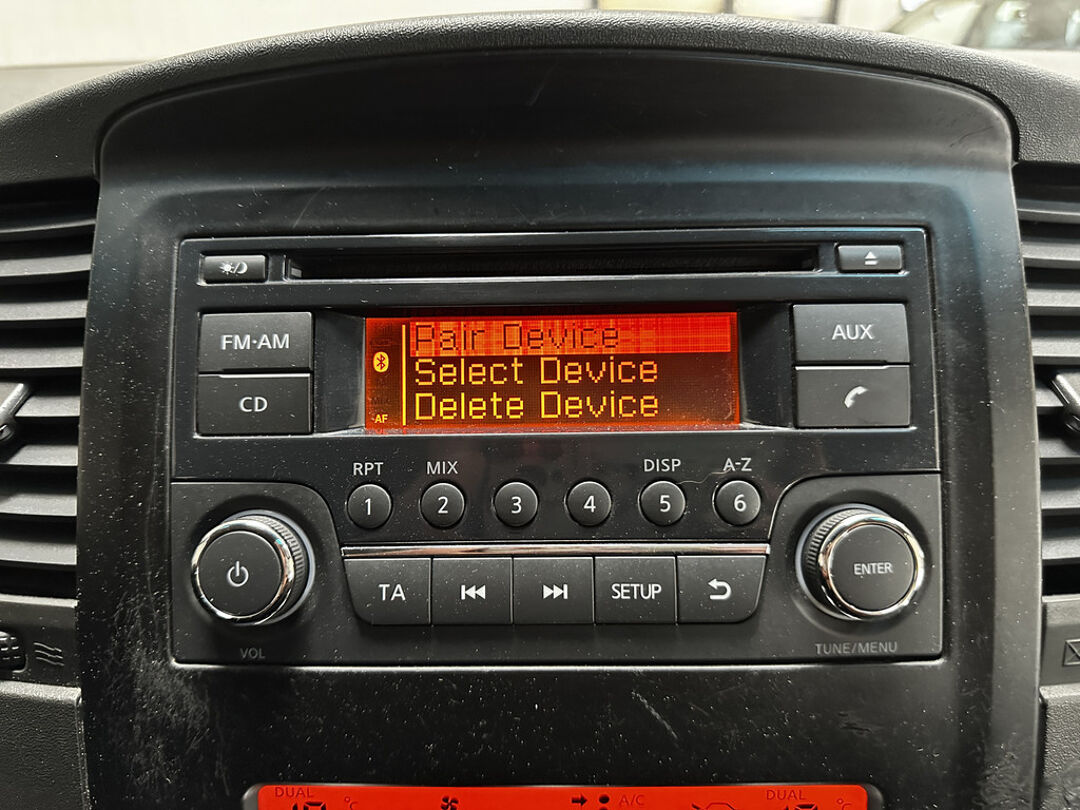 FM·AM
CD
Pair Device
Select Device
Delete Device
AF
AUX
RPT MIX DISP A-Z
1 2 3 4 5 6
TA SETUP ENTER
VOL
TUNE/MENU
DUAL °C A/C DUAL °C